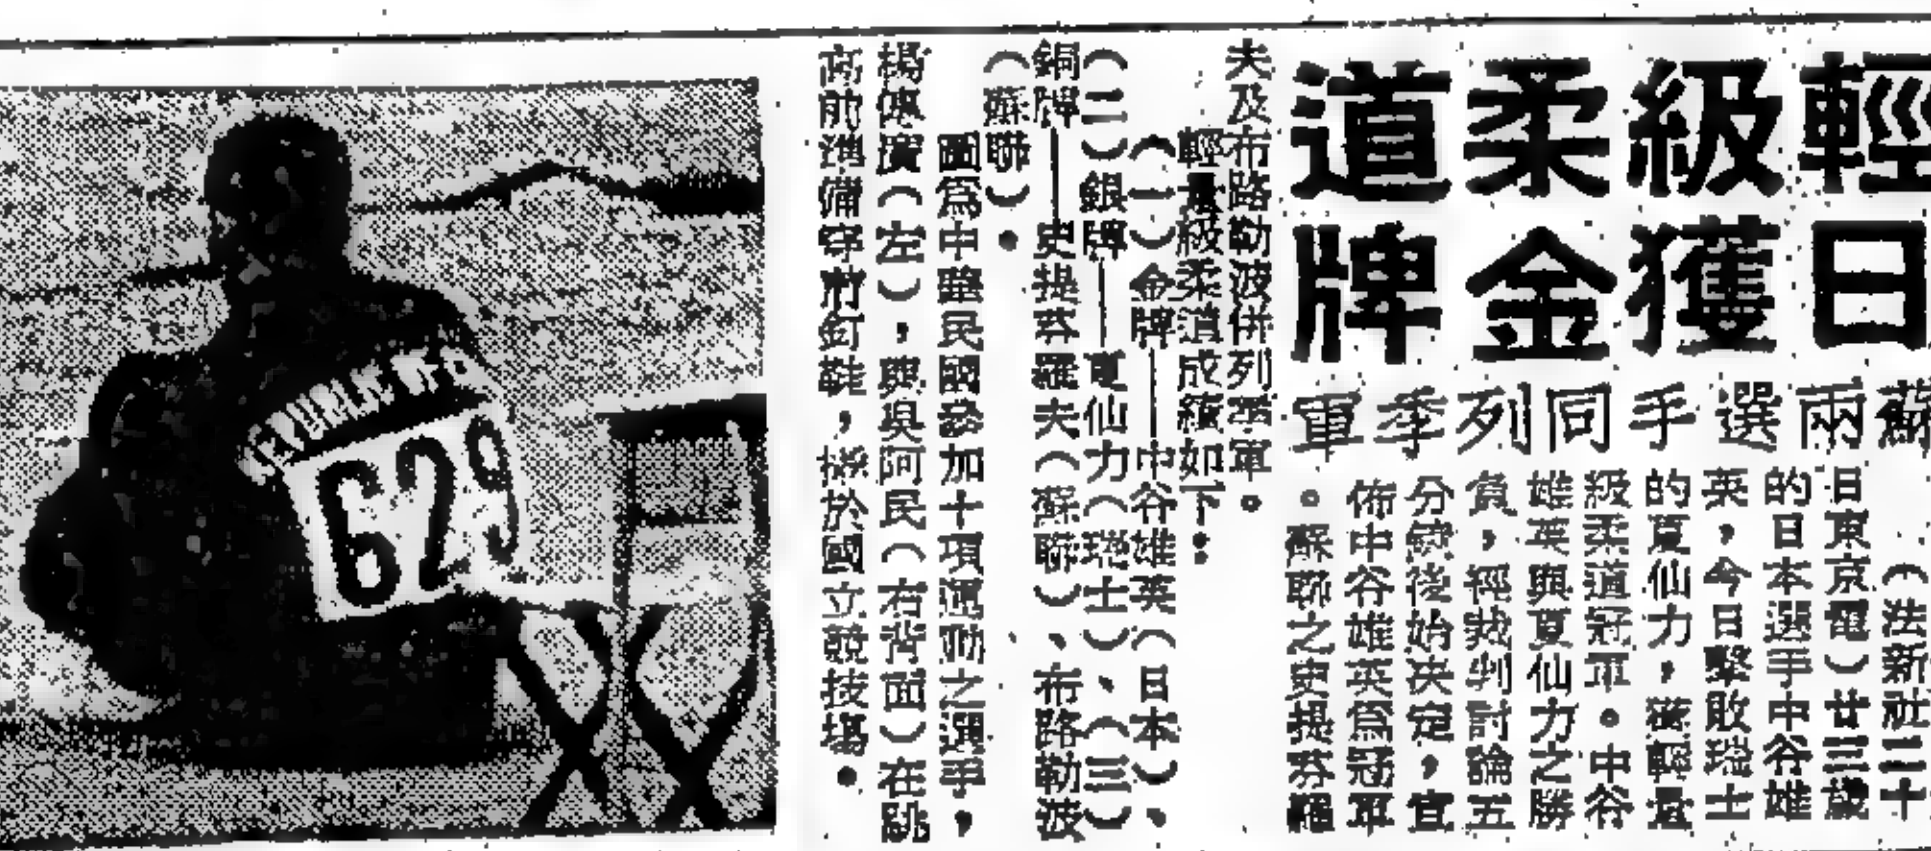 輕級柔道
日獲金牌
蘇兩選手同列季軍
（法新社二十
日東京電）廿三歲
的日本選手中谷雄
英，今日擊敗瑞士
的夏仙力，獲輕量
級柔道冠軍。中谷
雄英與夏仙力之勝
負，經裁判討論五
分鐘後始決定，宣
佈中谷雄英為冠軍
。蘇聯之史提芬羅
夫及布路勒波併列季軍。
輕量級柔道成績如下：
（一）金牌——中谷雄英（日本），
（二）銀牌——夏仙力（瑞士）、（三）
銅牌——史提芬羅夫（蘇聯）、布路勒波
（蘇聯）。
圖為中華民國參加十項運動之選手，
楊傳廣（左），與吳阿民（右背面）在跳
高前準備穿釘鞋，攝於國立競技場。
629